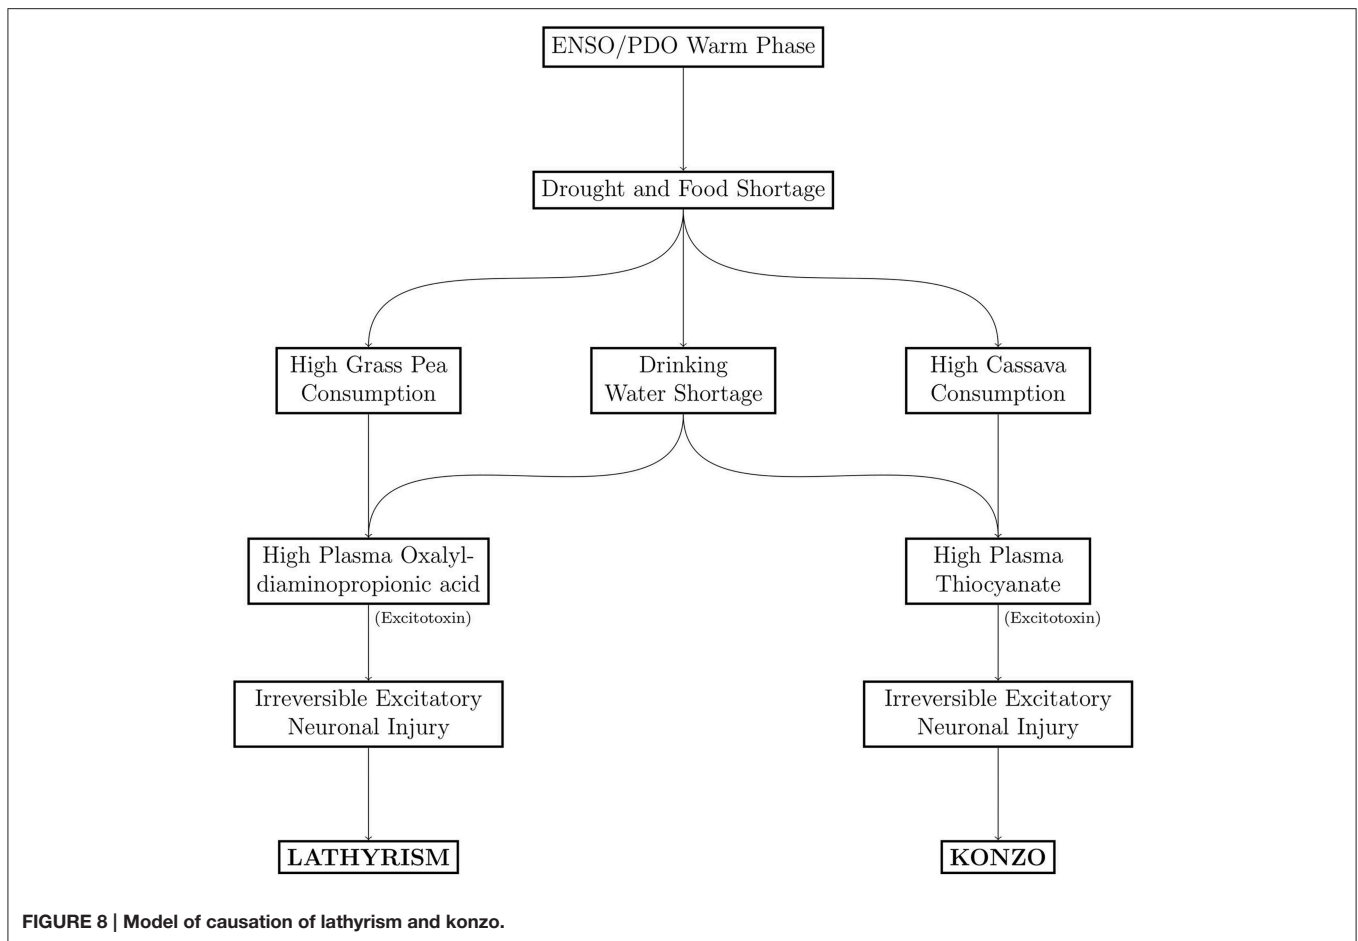 ENSO/PDO Warm Phase
Drought and Food Shortage
High Grass Pea
Consumption
Drinking
Water Shortage
High Cassava
Consumption
High Plasma Oxalyl-
diaminopropionic acid
(Excitotoxin)
High Plasma
Thiocyanate
(Excitotoxin)
Irreversible Excitatory
Neuronal Injury
Irreversible Excitatory
Neuronal Injury
LATHYRISM
KONZO
FIGURE 8 | Model of causation of lathyrism and konzo.